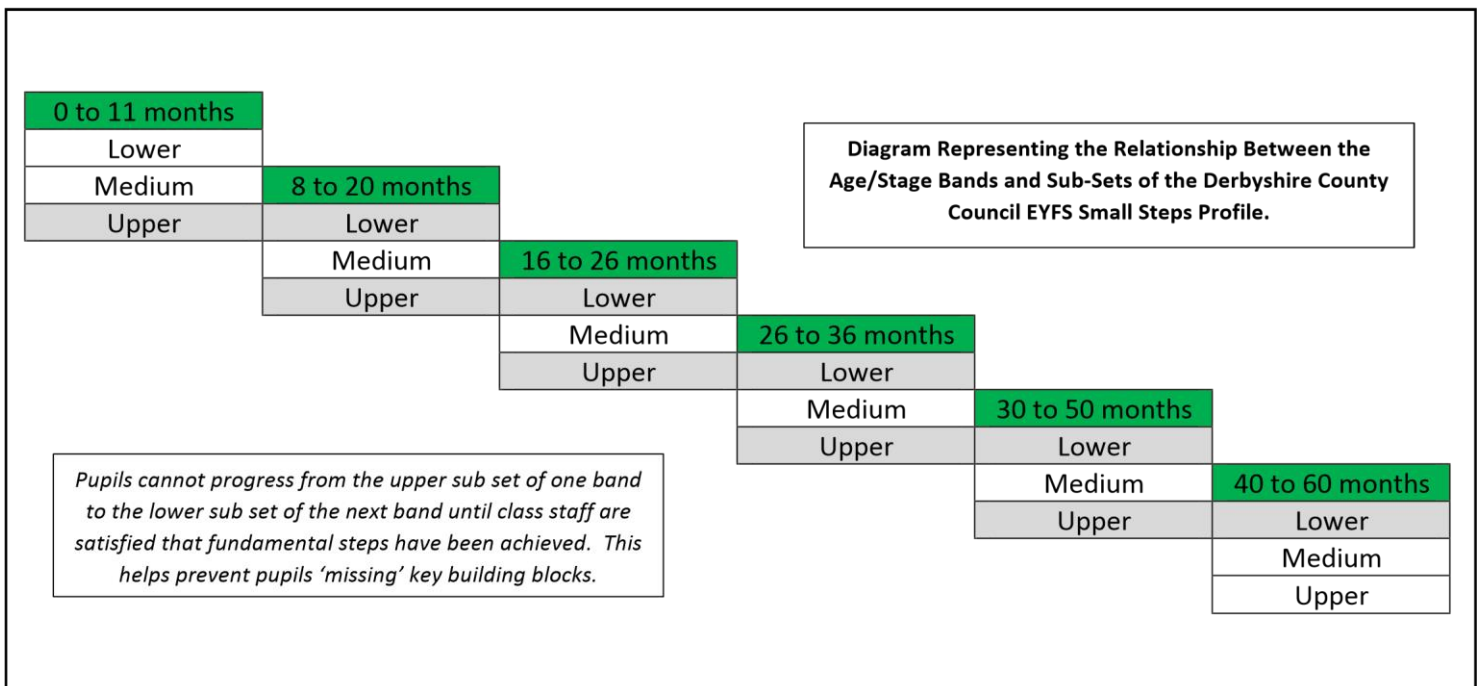 0 to 11 months
Lower
Medium
Upper
8 to 20 months
Lower
Medium
Upper
16 to 26 months
Lower
Medium
Upper
26 to 36 months
Lower
Medium
Upper
30 to 50 months
Lower
Medium
Upper
40 to 60 months
Lower
Medium
Upper
Diagram Representing the Relationship Between the
Age/Stage Bands and Sub-Sets of the Derbyshire County
Council EYFS Small Steps Profile.
Pupils cannot progress from the upper sub set of one band
to the lower sub set of the next band until class staff are
satisfied that fundamental steps have been achieved.  This
helps prevent pupils ‘missing’ key building blocks.